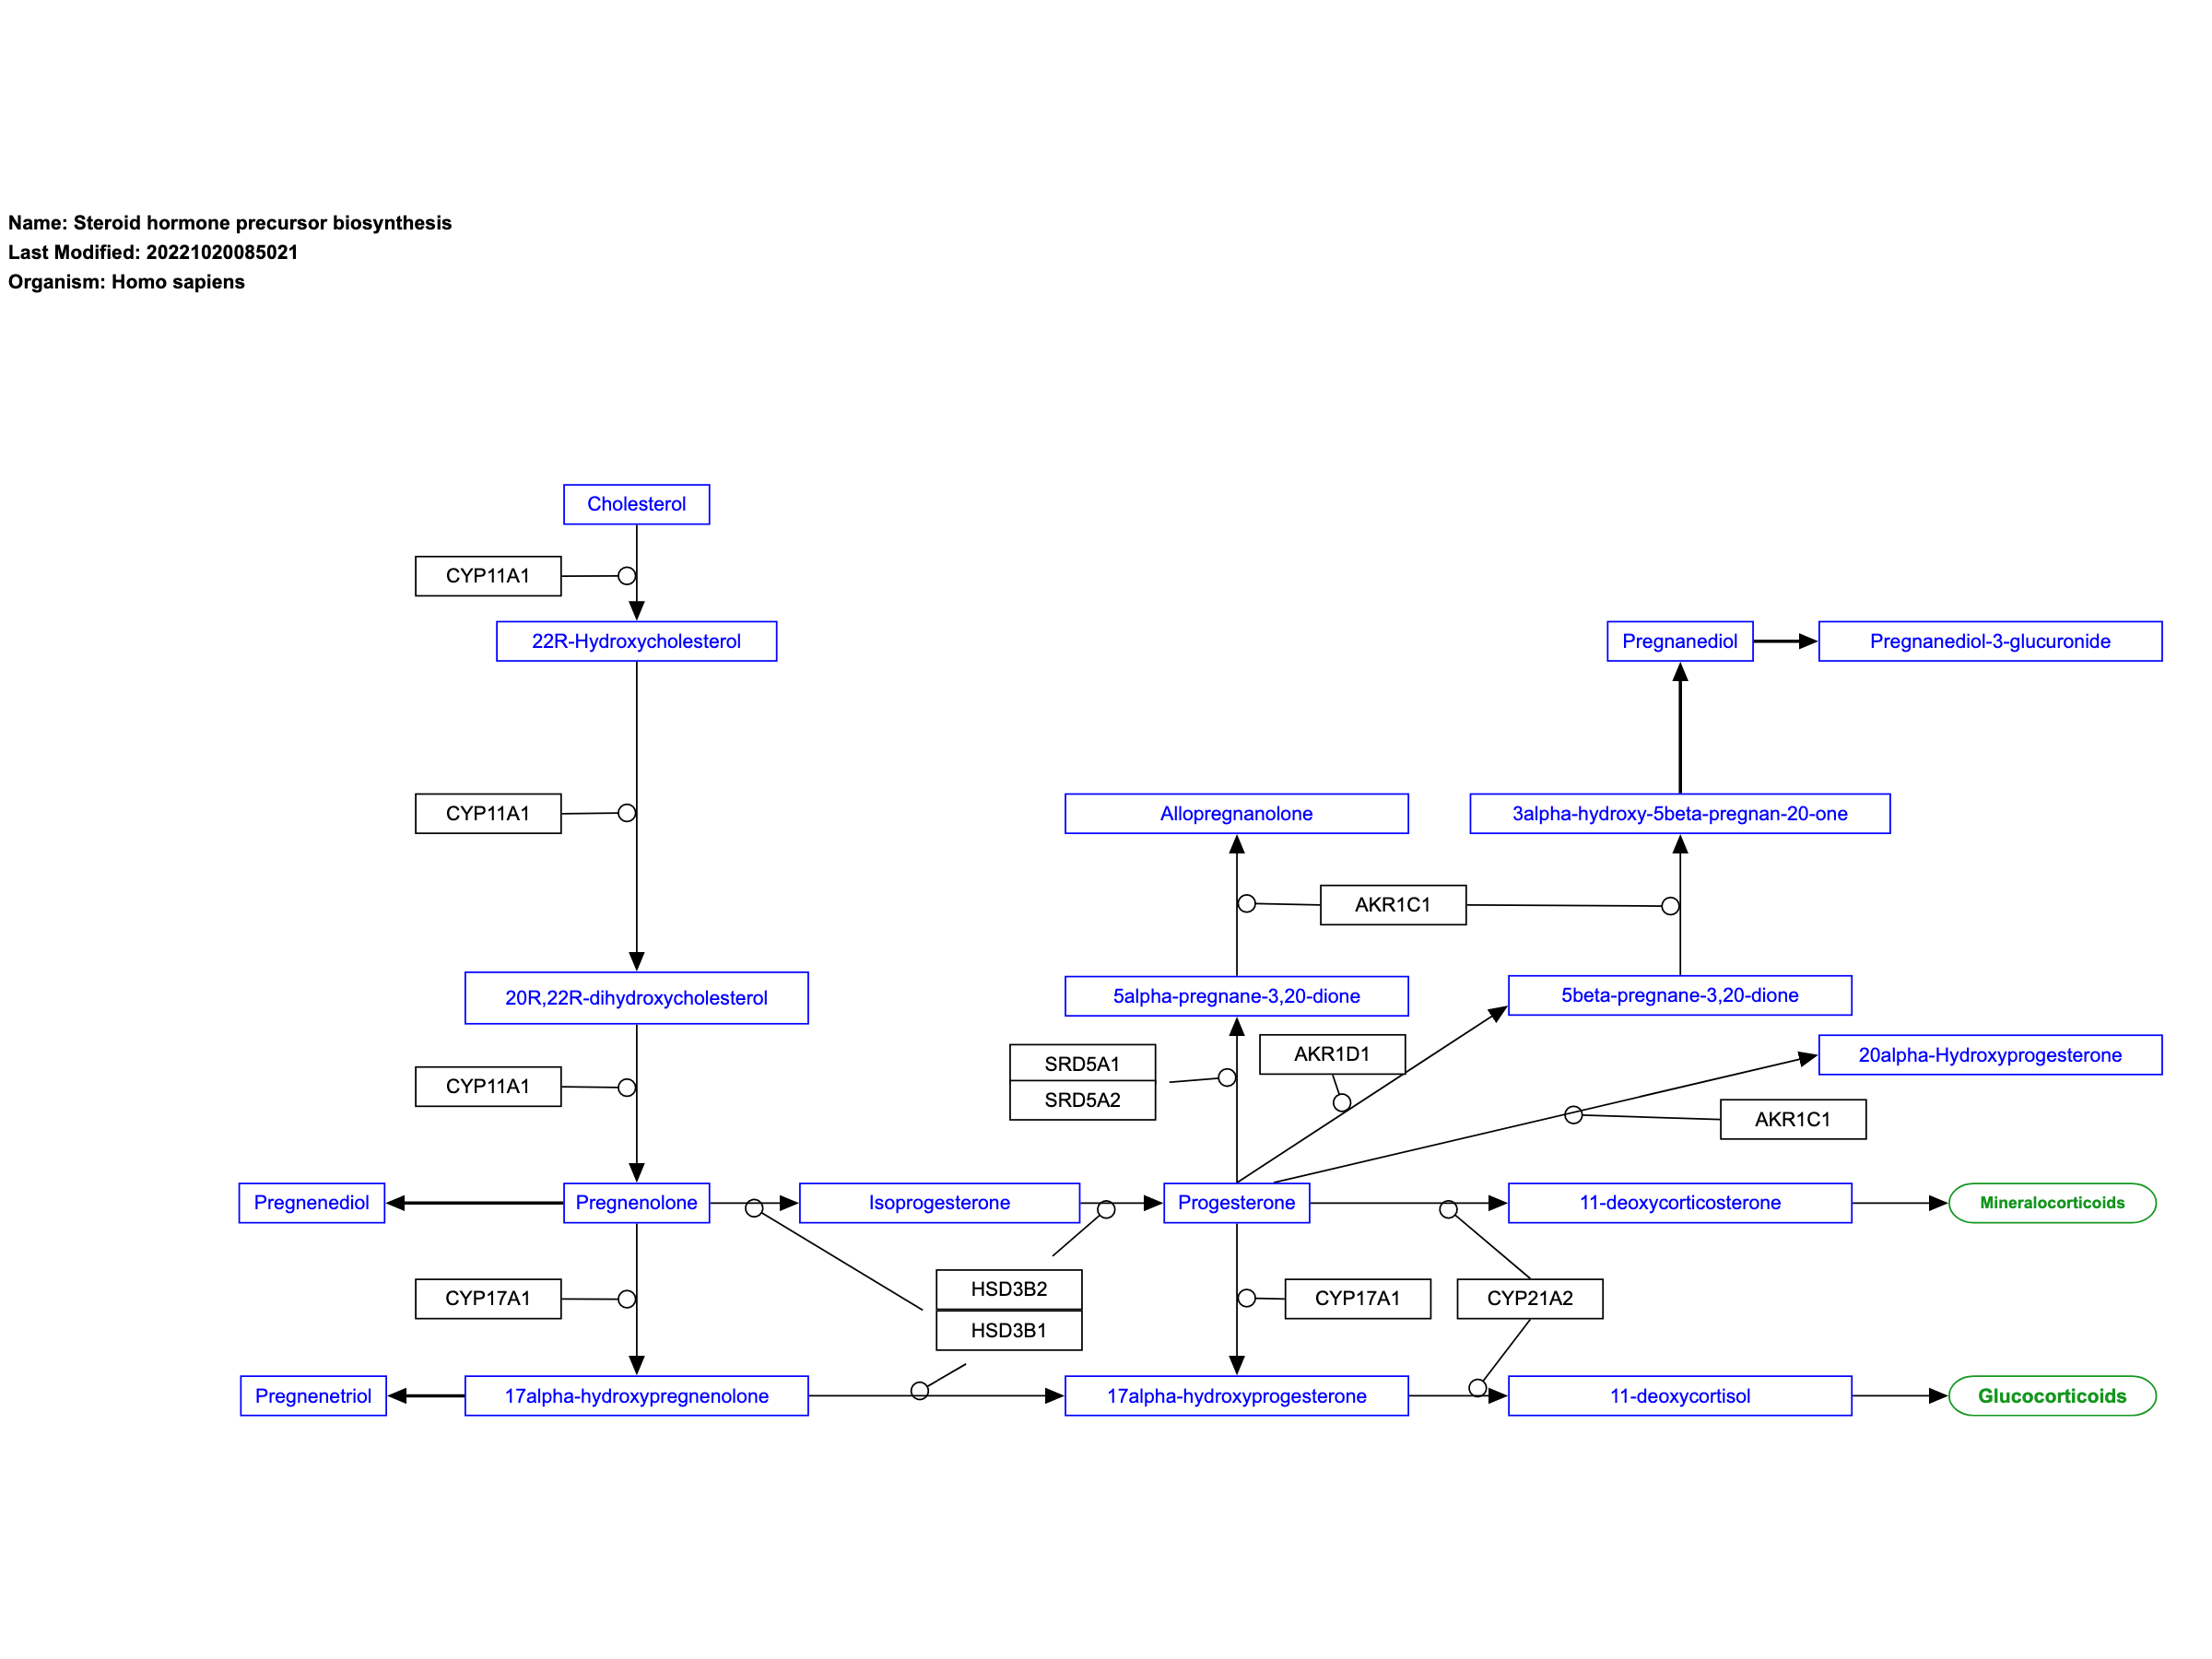 Name: Steroid hormone precursor biosynthesis
Last Modified: 20221020085021
Organism: Homo sapiens
Cholesterol
CYP11A1
22R-Hydroxycholesterol
Pregnanediol
Pregnanediol-3-glucuronide
CYP11A1
Allopregnanolone
3alpha-hydroxy-5beta-pregnan-20-one
AKR1C1
20R,22R-dihydroxycholesterol
5alpha-pregnane-3,20-dione
5beta-pregnane-3,20-dione
CYP11A1
SRD5A1
SRD5A2
AKR1D1
20alpha-Hydroxyprogesterone
AKR1C1
Pregnenediol
Pregnenolone
Isoprogesterone
Progesterone
11-deoxycorticosterone
Mineralocorticoids
CYP17A1
HSD3B2
HSD3B1
CYP17A1
CYP21A2
Pregnenetriol
17alpha-hydroxypregnenolone
17alpha-hydroxyprogesterone
11-deoxycortisol
Glucocorticoids